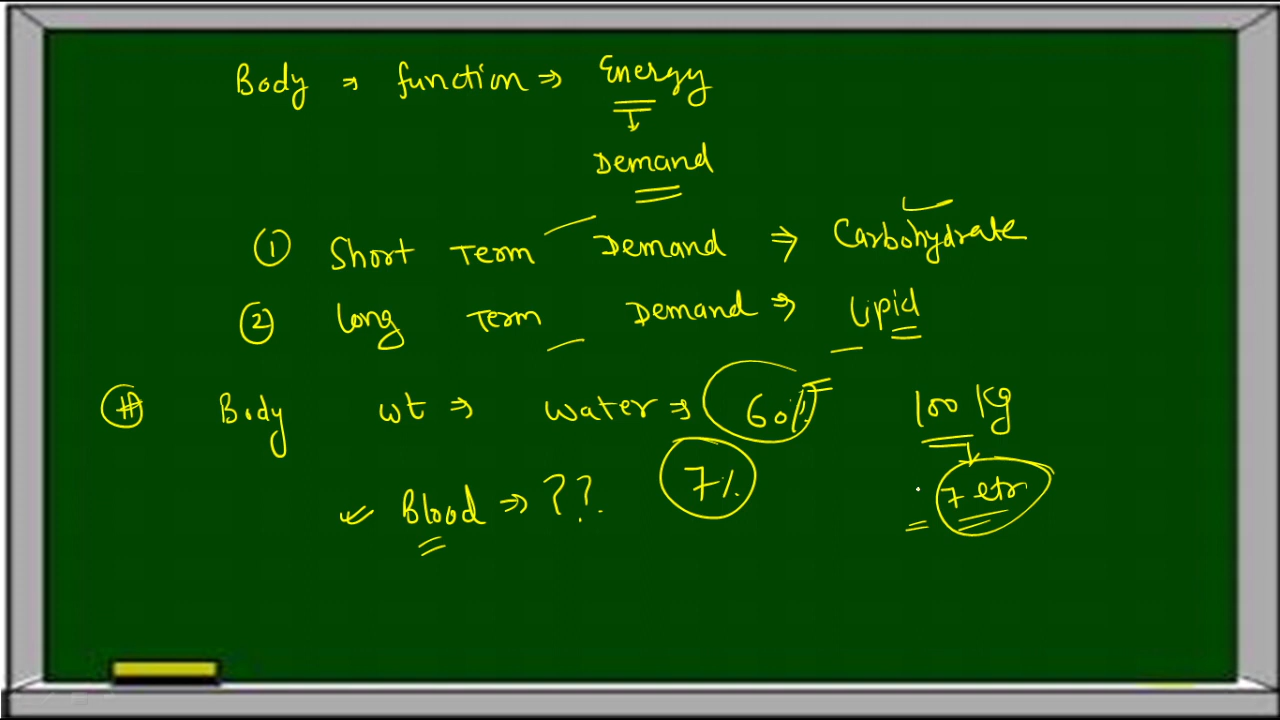 Body → function ⇒ Energy
↓
Demand
① Short Term Demand ⇒ Carbohydrate
② Long Term Demand ⇒ Lipid
# Body wt ⇒ water ⇒ 60% 100 Kg
↓
✓ Blood ⇒ ?? 7% = 7 ltr